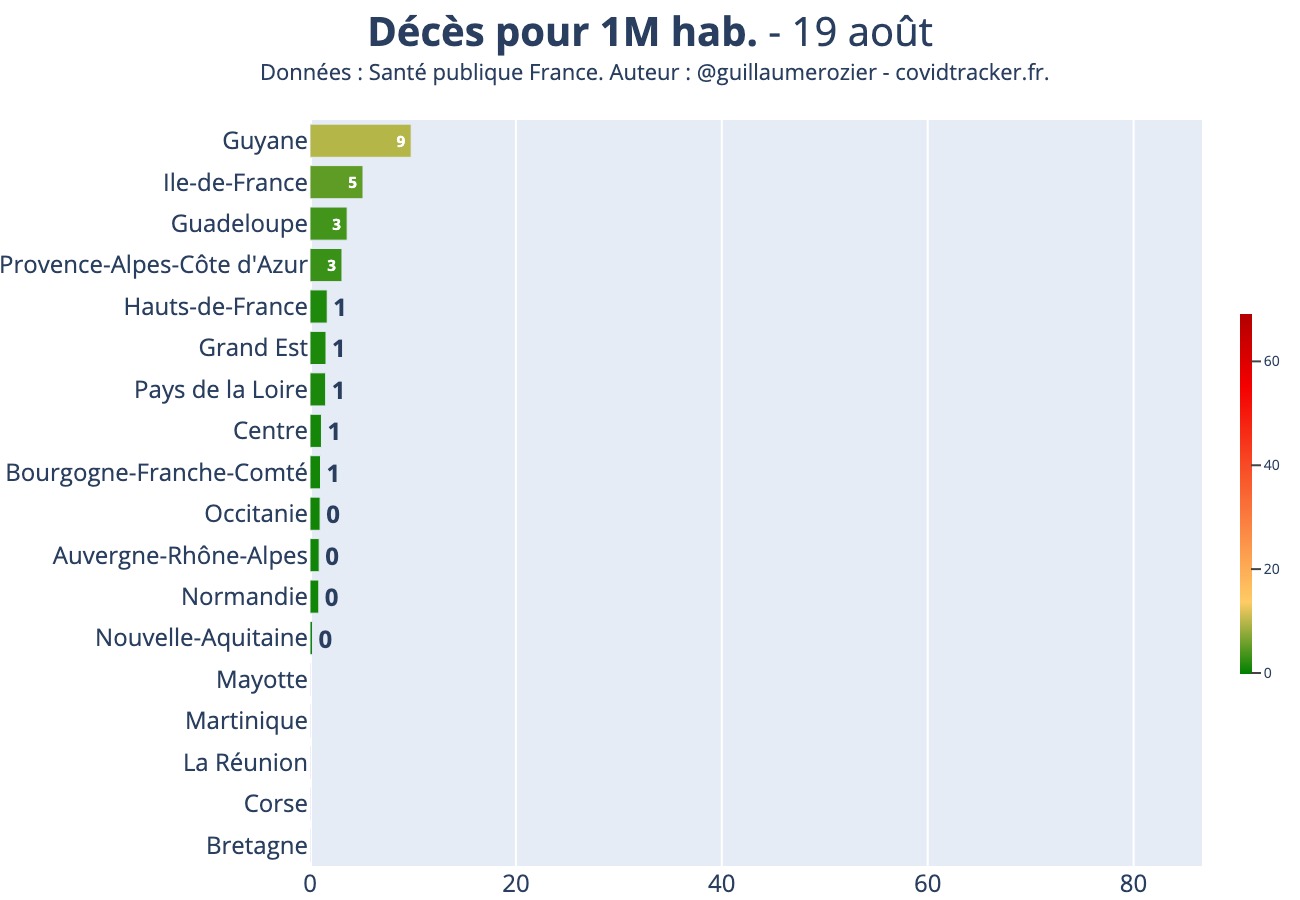 Décès pour 1M hab. - 19 août
Données : Santé publique France. Auteur : @guillaumerozier - covidtracker.fr.
Guyane 9
Ile-de-France 5
Guadeloupe 3
Provence-Alpes-Côte d'Azur 3
Hauts-de-France 1
Grand Est 1
Pays de la Loire 1
Centre 1
Bourgogne-Franche-Comté 1
Occitanie 0
Auvergne-Rhône-Alpes 0
Normandie 0
Nouvelle-Aquitaine 0
Mayotte
Martinique
La Réunion
Corse
Bretagne
0 20 40 60 80
60
40
20
0